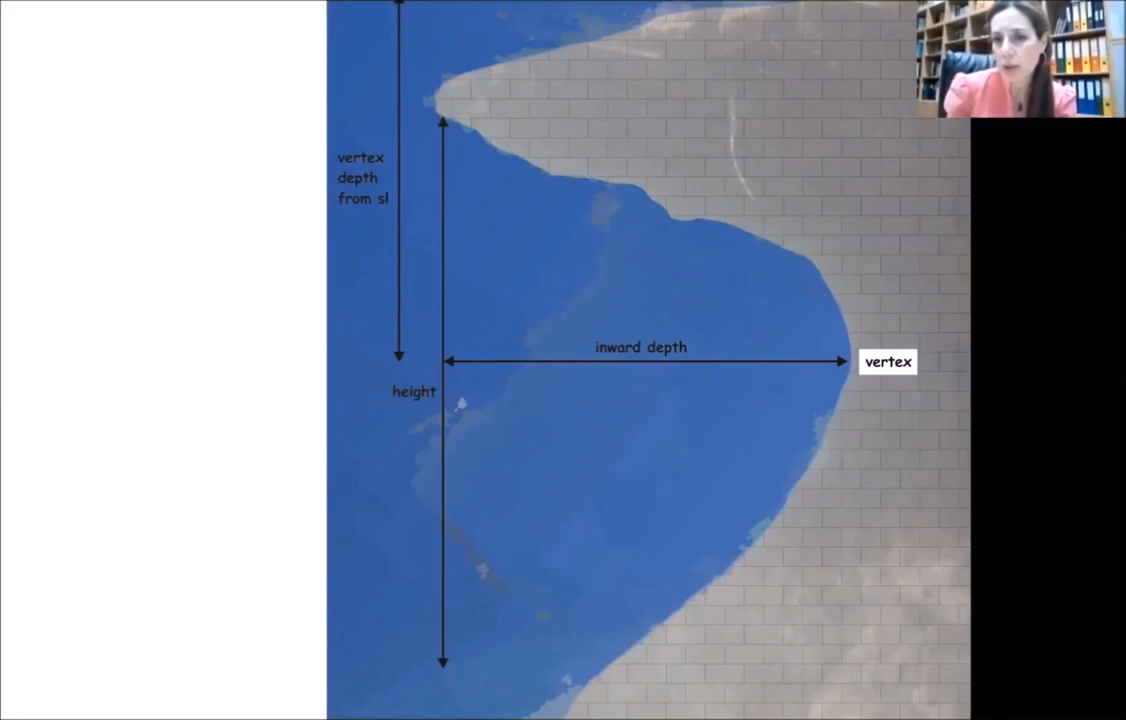 vertex
depth
from sl
inward depth
vertex
height